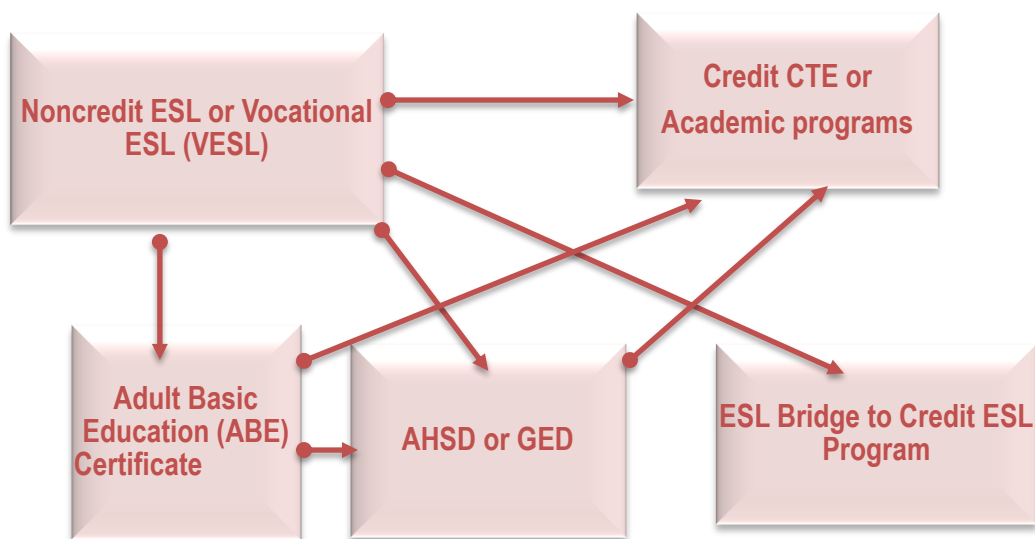 Noncredit ESL or Vocational
ESL (VESL)
Credit CTE or
Academic programs
Adult Basic
Education (ABE)
Certificate
AHSD or GED
ESL Bridge to Credit ESL
Program